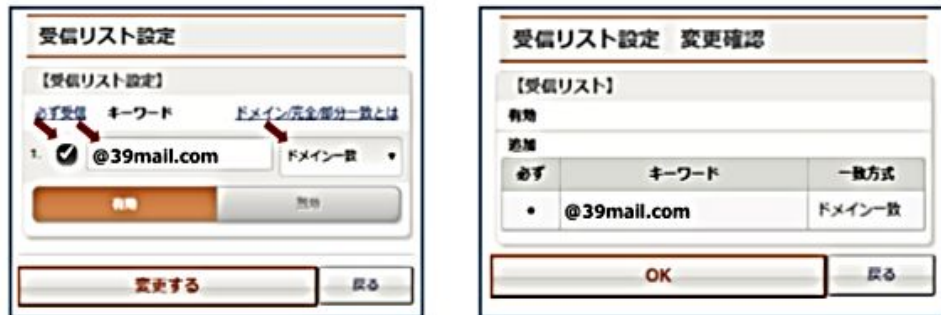 受信リスト設定
【受信リスト設定】
必ず受信 キーワード ドメイン/完全/部分一致とは
1. @39mail.com ドメイン一致
有効 無効
変更する 戻る
受信リスト設定 変更確認
【受信リスト】
有効
追加
必ず キーワード 一致方式
• @39mail.com ドメイン一致
OK 戻る